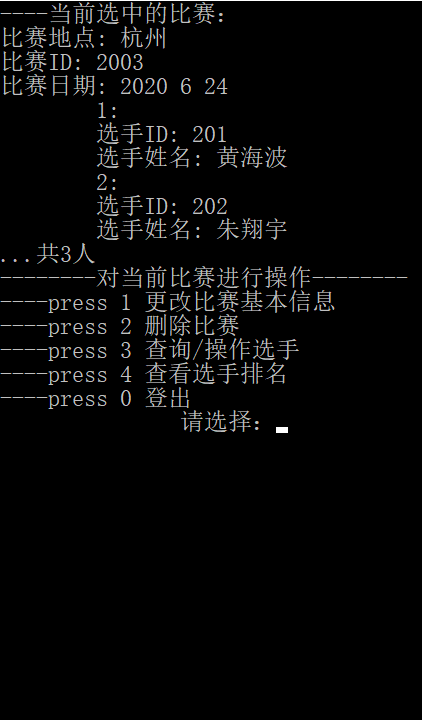 ----当前选中的比赛:
比赛地点: 杭州
比赛ID: 2003
比赛日期: 2020 6 24
1:
选手ID: 201
选手姓名: 黄海波
2:
选手ID: 202
选手姓名: 朱翔宇
...共3人
--------对当前比赛进行操作--------
----press 1 更改比赛基本信息
----press 2 删除比赛
----press 3 查询/操作选手
----press 4 查看选手排名
----press 0 登出
请选择: